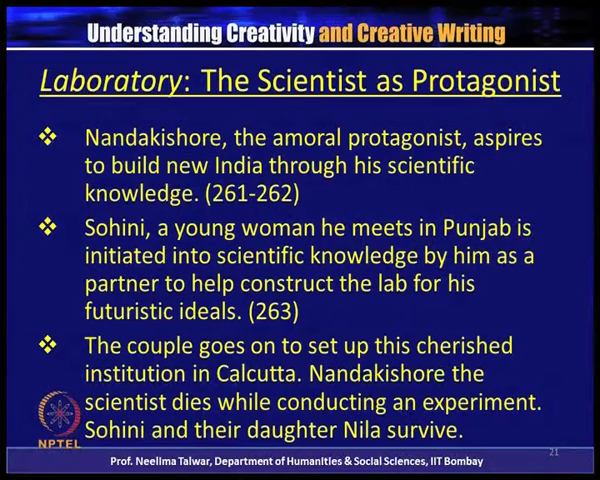 Understanding Creativity and Creative Writing
Laboratory: The Scientist as Protagonist
Nandakishore, the amoral protagonist, aspires
to build new India through his scientific
knowledge. (261-262)
Sohini, a young woman he meets in Punjab is
initiated into scientific knowledge by him as a
partner to help construct the lab for his
futuristic ideals. (263)
The couple goes on to set up this cherished
institution in Calcutta. Nandakishore the
scientist dies while conducting an experiment.
Sohini and their daughter Nila survive.
NPTEL
21
Prof. Neelima Talwar, Department of Humanities & Social Sciences, IIT Bombay